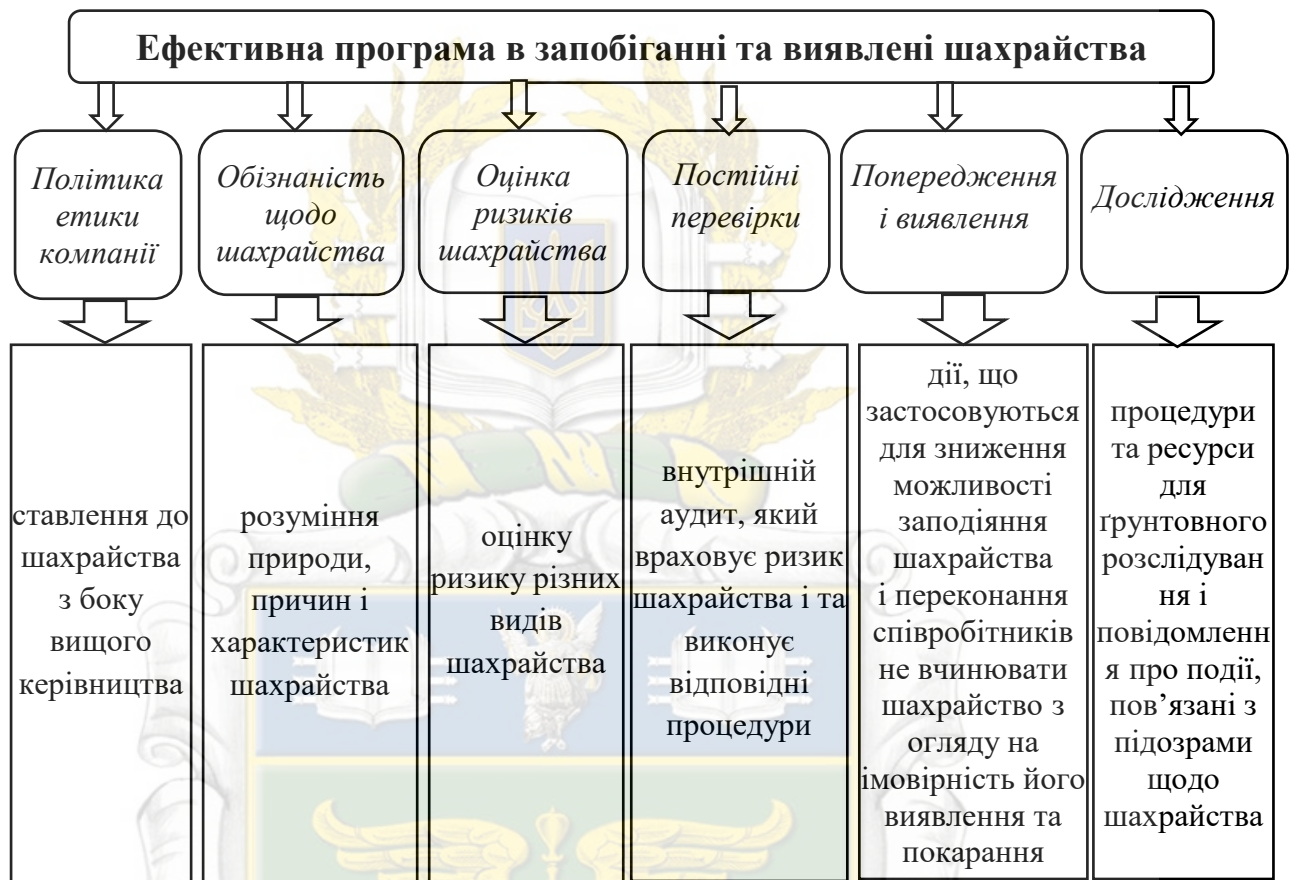 Ефективна програма в запобіганні та виявлені шахрайства
Політика
етики
компанії
Обізнаність
щодо
шахрайства
Оцінка
ризиків
шахрайства
Постійні
перевірки
Попередження
і виявлення
Дослідження
ставлення до
шахрайства
з боку
вищого
керівництва
розуміння
природи,
причин і
характеристик
шахрайства
оцінку
ризику різних
видів
шахрайства
внутрішній
аудит, який
враховує ризик
шахрайства і та
виконує
відповідні
процедури
дії, що
застосовуються
для зниження
можливості
заподіяння
шахрайства
і переконання
співробітників
не вчинювати
шахрайство з
огляду на
імовірність його
виявлення та
покарання
процедури
та ресурси
для
ґрунтовного
розслідуван
ня і
повідомленн
я про події,
пов’язані з
підозрами
щодо
шахрайства